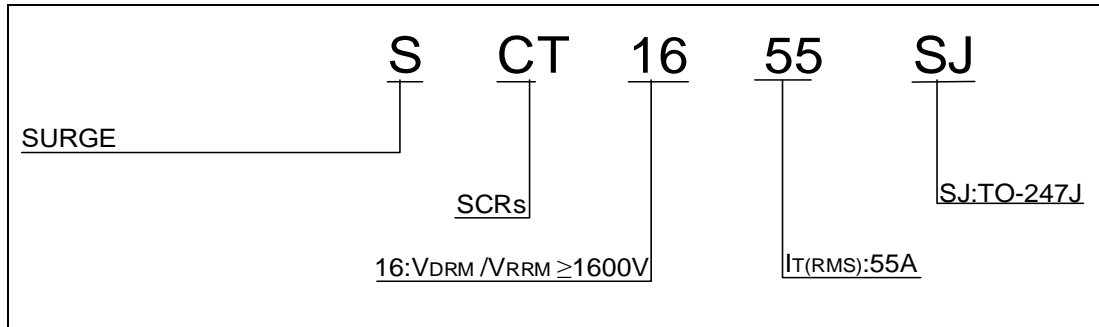 S CT 16 55 SJ
SURGE
SJ:TO-247J
SCRs
16:VDRM /VRRM ≥1600V
IT(RMS):55A